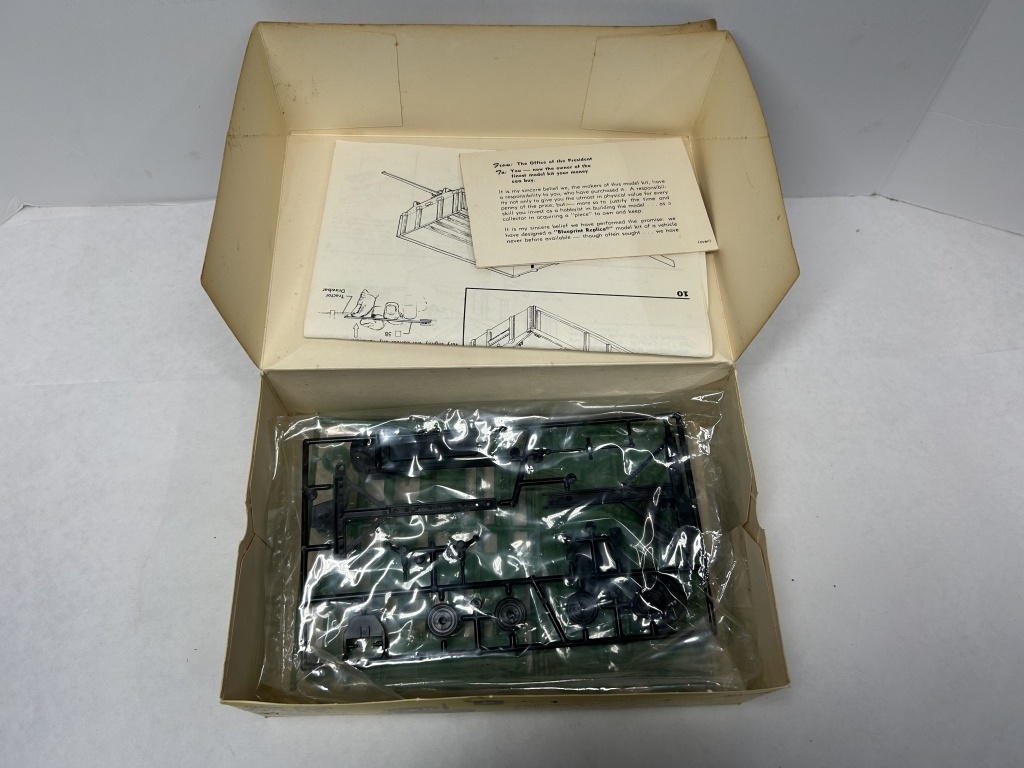 From: The Office of the President
To: You — now the owner of the
finest model kit your money
can buy.
It is my sincere belief we, the makers of this model kit, have
a responsibility to you, who have purchased it. A responsibil-
ity not only to give you the utmost in physical value for every
penny of the price; but — more so to justify the time and
skill you invest as a hobbyist in building the model . . . as a
collector in acquiring a "piece" to own and keep.
It is my sincere belief we have performed the promise: we
have designed a "Blueprint Replica" model kit of a vehicle
never before available — though often sought . . . we have
(over)
10
Tractor
Drawbar
58